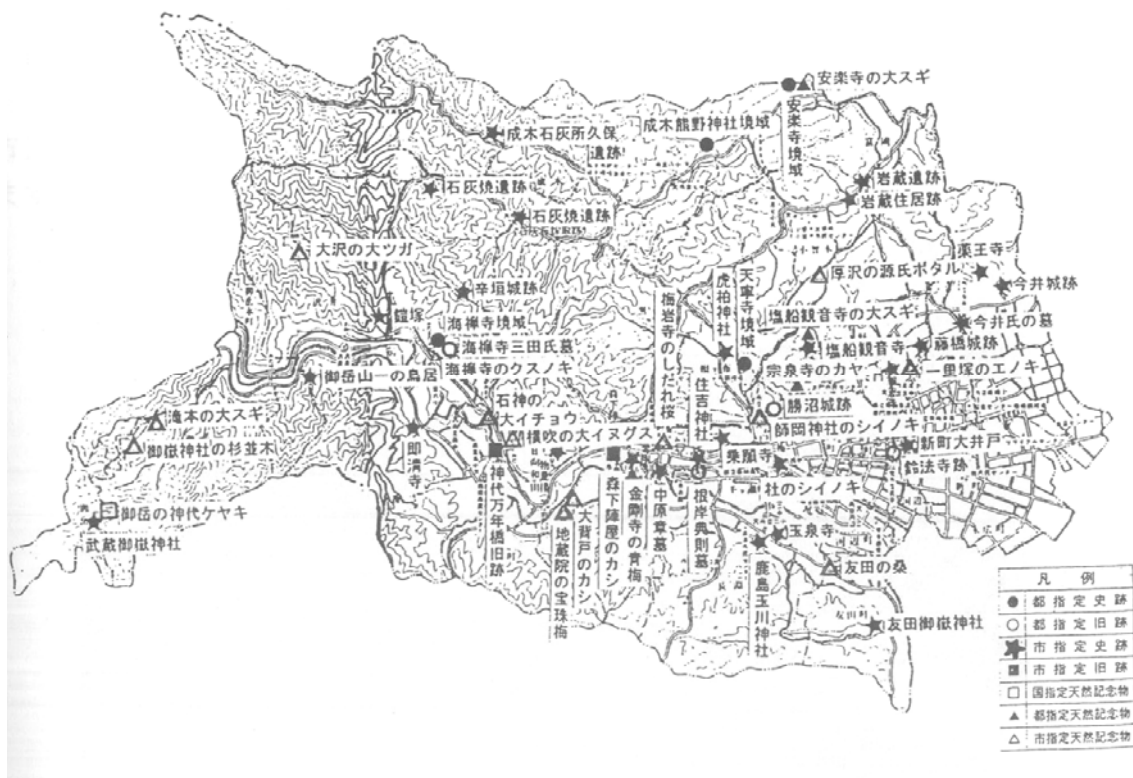 安楽寺の大スギ
安楽寺境域
成木熊野神社境域
成木石灰所久保
遺跡
岩蔵遺跡
岩蔵住居跡
石灰焼遺跡
石灰焼遺跡
大沢の大ツガ
薬王寺
厚沢の源氏ボタル
今井城跡
辛垣城跡
虎柏神社
天寧寺境域
塩船観音寺の大スギ
今井氏の墓
鎧塚
海禅寺境域
梅岩寺のしだれ桜
藤橋城跡
塩船観音寺
海禅寺三田氏墓
宗泉寺のカヤ
一里塚のエノキ
海禅寺のクスノキ
御岳山一の鳥居
住吉神社
石神の
大イチョウ
勝沼城跡
滝本の大スギ
師岡神社のシイノキ
横吹の大イヌグス
御嶽神社の杉並木
新町大井戸
即清寺
乗願寺
鈴法寺跡
神代万年橋旧跡
森下陣屋のカシ
金剛寺の青梅
中原章墓
根岸典則墓
杜のシイノキ
大背戸のカシ
地蔵院の宝珠梅
御岳の神代ケヤキ
武蔵御嶽神社
玉泉寺
鹿島玉川神社
友田の桑
友田町
友田御嶽神社
凡例
都指定史跡
都指定旧跡
市指定史跡
市指定旧跡
国指定天然記念物
都指定天然記念物
市指定天然記念物